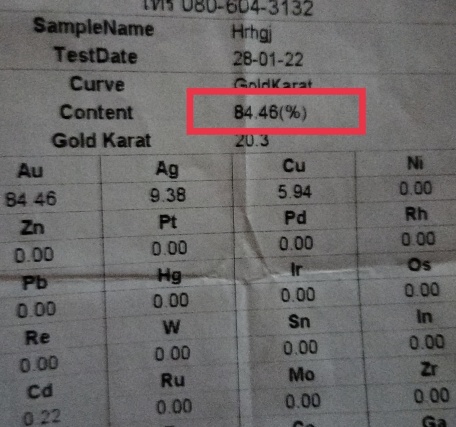 โทร 080-604-3132
SampleName Hrhgj
TestDate 28-01-22
Curve GoldKarat
Content 84.46(%)
Gold Karat 20.3
Au Ag Cu Ni
84.46 9.38 5.94 0.00
Zn Pt Pd Rh
0.00 0.00 0.00 0.00
Pb Hg Ir Os
0.00 0.00 0.00 0.00
Re W Sn In
0.00 0.00 0.00 0.00
Cd Ru Mo Zr
0.22 0.00 0.00 0.00
Ga